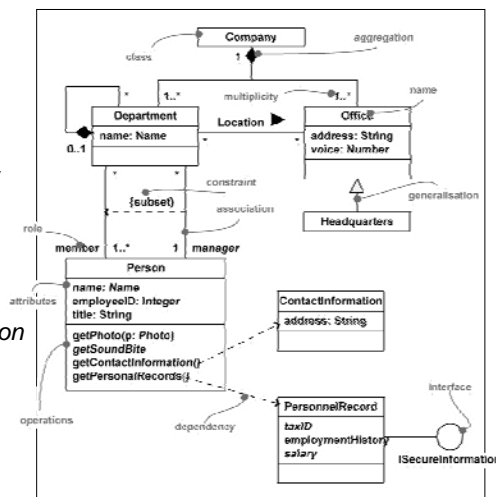 Company
aggregation
1
class
*
1..*
multiplicity
1..*
name
Department
Location
Office
name: Name
address: String
voice: Number
0..1
*
*
*
*
constraint
{subset}
generalisation
association
Headquarters
role
member
1..*
1
manager
Person
name: Name
employeeID: Integer
title: String
attributes
ContactInformation
address: String
on
getPhoto(p: Photo)
getSoundBite
getContactInformation()
getPersonalRecords()
interface
operations
dependency
PersonnelRecord
taxID
employmentHistory
salary
ISecureInformation